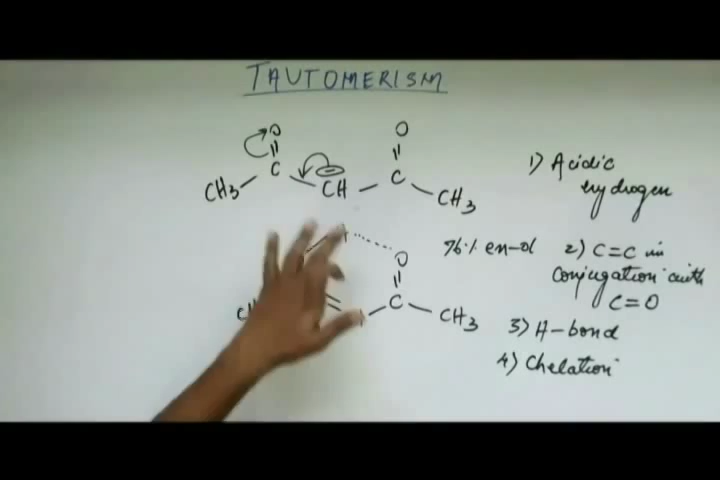 TAUTOMERISM
O O
C C
CH3 CH CH3
1) Acidic
hydrogen
O
C CH3
76% en-ol
2) C=C in
conjugation with
C=O
3) H-bond
4) Chelation